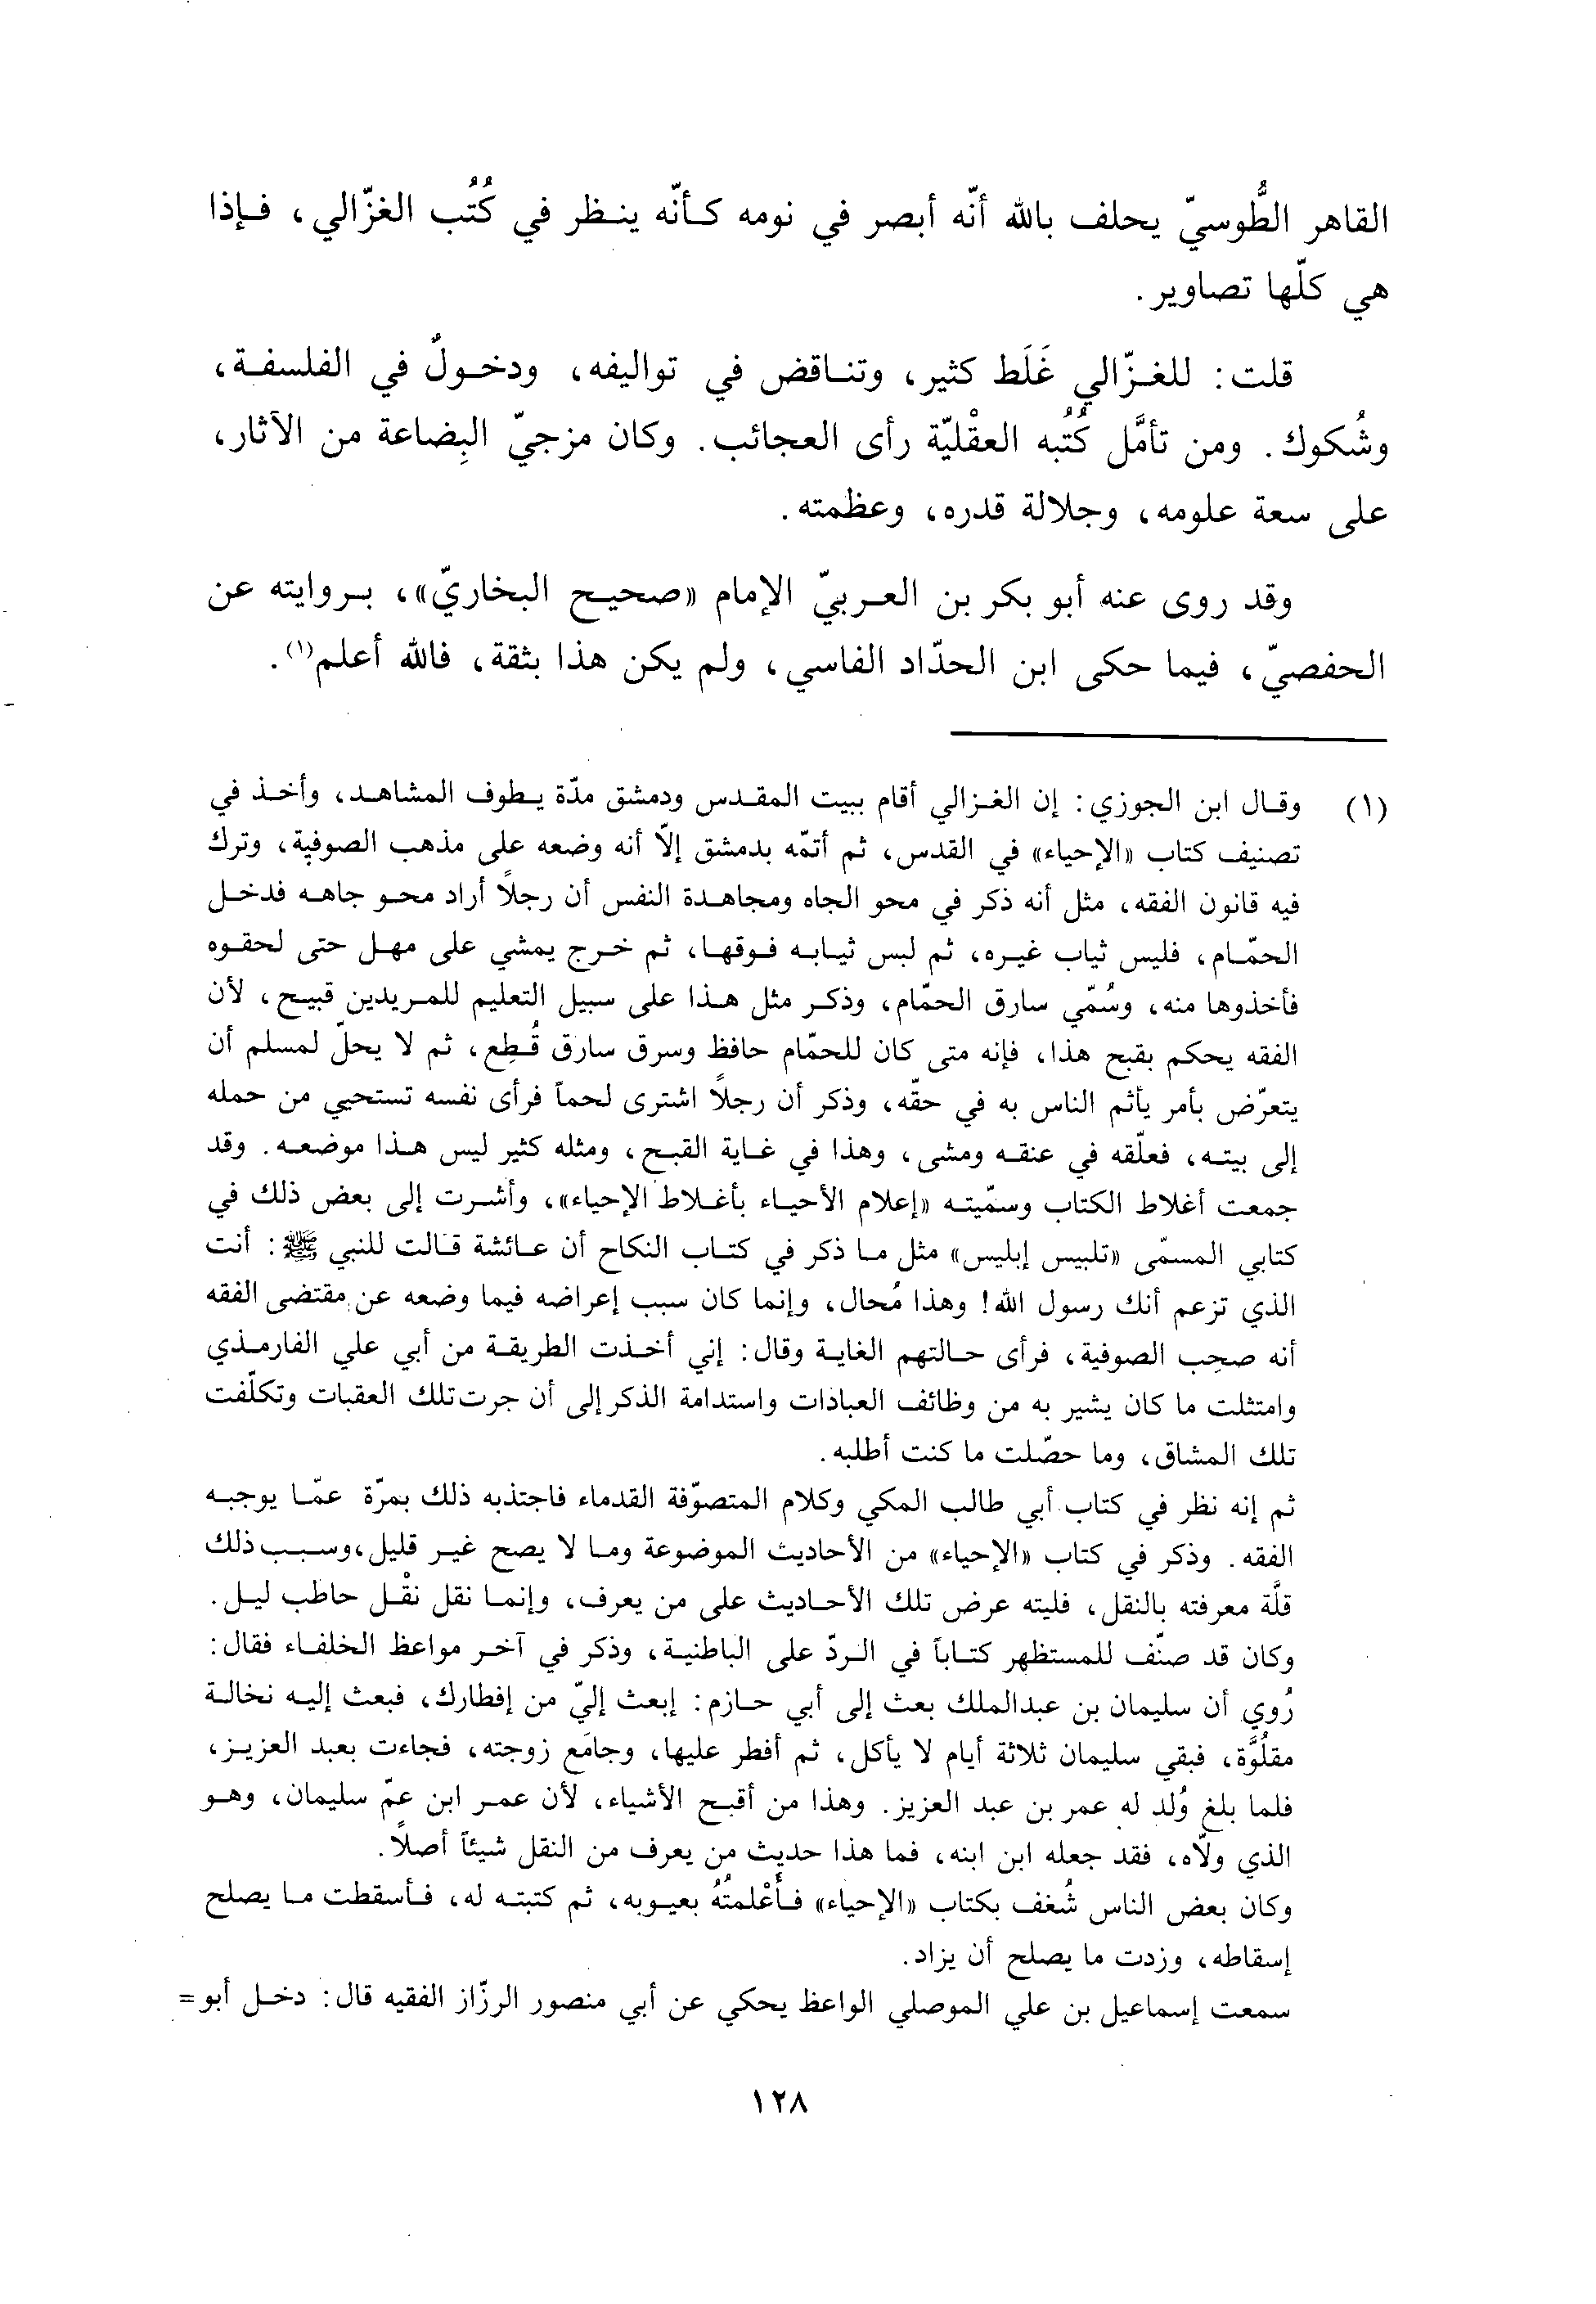 القاهر الطُّوسيّ يحلف بالله أنّه أبصر في نومه كأنّه ينظر في كُتُب الغزّالي، فإذا
هي كلّها تصاوير.
قلت: للغزّالي غَلَط كثير، وتناقض في تواليفه، ودخولٌ في الفلسفة،
وشُكوك. ومن تأمَّل كُتُبه العقْليّة رأى العجائب. وكان مزجيّ البِضاعة من الآثار،
على سعة علومه، وجلالة قدره، وعظمته.
وقد روى عنه أبو بكر بن العربيّ الإمام «صحيح البخاريّ»، بروايته عن
الحفصيّ، فيما حكى ابن الحدّاد الفاسي، ولم يكن هذا بثقة، فالله أعلم(١).
(١) وقال ابن الجوزي: إن الغزالي أقام ببيت المقدس ودمشق مدّة يطوف المشاهد، وأخذ في
تصنيف كتاب «الإحياء» في القدس، ثم أتمّه بدمشق إلّا أنه وضعه على مذهب الصوفية، وترك
فيه قانون الفقه، مثل أنه ذكر في محو الجاه ومجاهدة النفس أن رجلاً أراد محو جاهه فدخل
الحمّام، فليس ثياب غيره، ثم لبس ثيابه فوقها، ثم خرج يمشي على مهل حتى لحقوه
فأخذوها منه، وسُمّي سارق الحمّام، وذكر مثل هذا على سبيل التعليم للمريدين قبيح، لأن
الفقه يحكم بقبح هذا، فإنه متى كان للحمّام حافظ وسرق سارق قُطِع، ثم لا يحلّ لمسلم أن
يتعرّض بأمر يأثم الناس به في حقّه، وذكر أن رجلاً اشترى لحماً فرأى نفسه تستحيي من حمله
إلى بيته، فعلّقه في عنقه ومشى، وهذا في غاية القبح، ومثله كثير ليس هذا موضعه. وقد
جمعت أغلاط الكتاب وسمّيته «إعلام الأحياء بأغلاط الإحياء»، وأشرت إلى بعض ذلك في
كتابي المسمّى «تلبيس إبليس» مثل ما ذكر في كتاب النكاح أن عائشة قالت للنبي ﷺ: أنت
الذي تزعم أنك رسول الله! وهذا مُحال، وإنما كان سبب إعراضه فيما وضعه عن مقتضى الفقه
أنه صحِب الصوفية، فرأى حالتهم الغاية وقال: إني أخذت الطريقة من أبي علي الفارمذي
وامتثلت ما كان يشير به من وظائف العبادات واستدامة الذكر إلى أن جرت تلك العقبات وتكلّفت
تلك المشاق، وما حصّلت ما كنت أطلبه.
ثم إنه نظر في كتاب أبي طالب المكي وكلام المتصوّفة القدماء فاجتذبه ذلك بمرّة عمّا يوجبه
الفقه. وذكر في كتاب «الإحياء» من الأحاديث الموضوعة وما لا يصح غير قليل، وسبب ذلك
قلَّة معرفته بالنقل، فليته عرض تلك الأحاديث على من يعرف، وإنما نقل نقْل حاطب ليل.
وكان قد صنّف للمستظهر كتاباً في الردّ على الباطنية، وذكر في آخر مواعظ الخلفاء فقال:
رُوي أن سليمان بن عبدالملك بعث إلى أبي حازم: إبعث إليّ من إفطارك، فبعث إليه نخالة
مقلُوَّة، فبقي سليمان ثلاثة أيام لا يأكل، ثم أفطر عليها، وجامَع زوجته، فجاءت بعبد العزيز،
فلما بلغ وُلد له عمر بن عبد العزيز. وهذا من أقبح الأشياء، لأن عمر ابن عمّ سليمان، وهو
الذي ولّاه، فقد جعله ابن ابنه، فما هذا حديث من يعرف من النقل شيئاً أصلاً.
وكان بعض الناس شُغف بكتاب «الإحياء» فأَعْلمتُهُ بعيوبه، ثم كتبته له، فأسقطت ما يصلح
إسقاطه، وزدت ما يصلح أن يزاد.
سمعت إسماعيل بن علي الموصلي الواعظ يحكي عن أبي منصور الرزّاز الفقيه قال: دخل أبو =
١٢٨